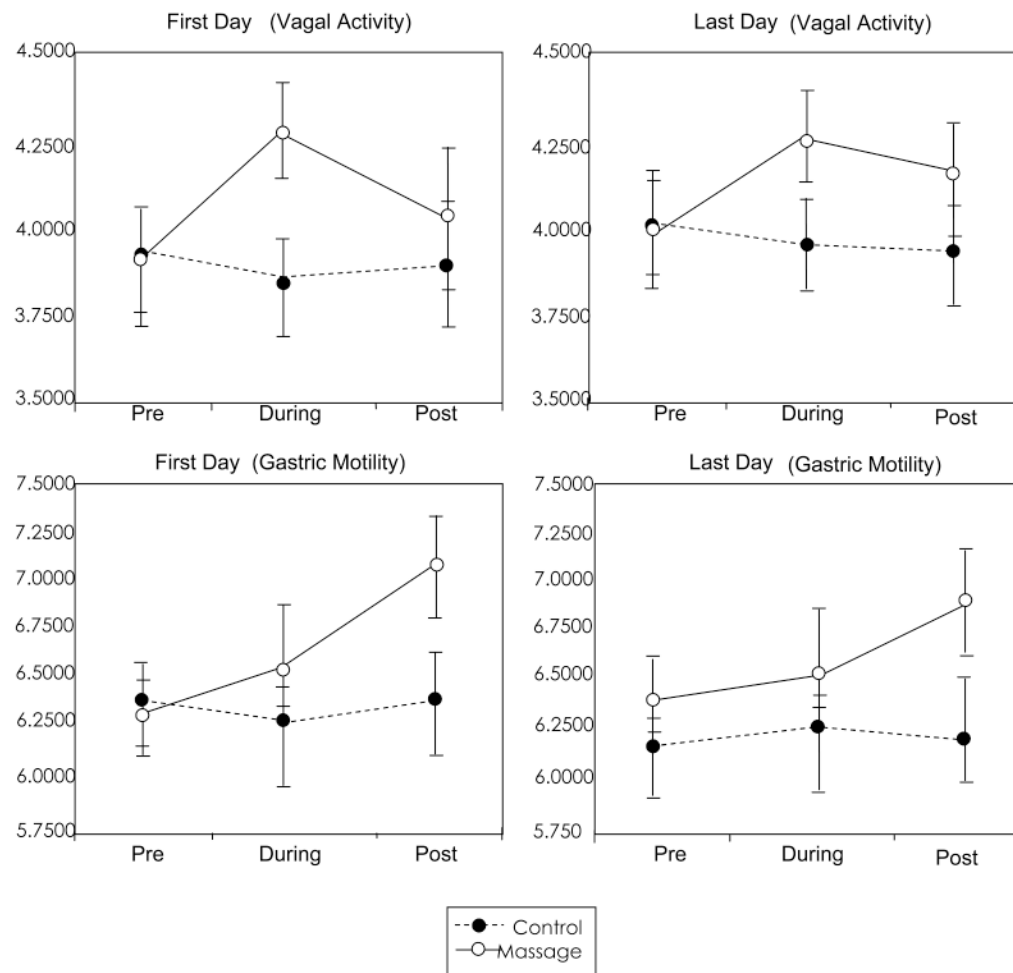 First Day (Vagal Activity)
4.5000
4.2500
4.0000
3.7500
3.5000
Pre During Post
Last Day (Vagal Activity)
4.5000
4.2500
4.0000
3.7500
3.5000
Pre During Post
First Day (Gastric Motility)
7.5000
7.2500
7.0000
6.7500
6.5000
6.2500
6.0000
5.7500
Pre During Post
Last Day (Gastric Motility)
7.5000
7.2500
7.0000
6.7500
6.5000
6.2500
6.0000
5.750
Pre During Post
Control
Massage